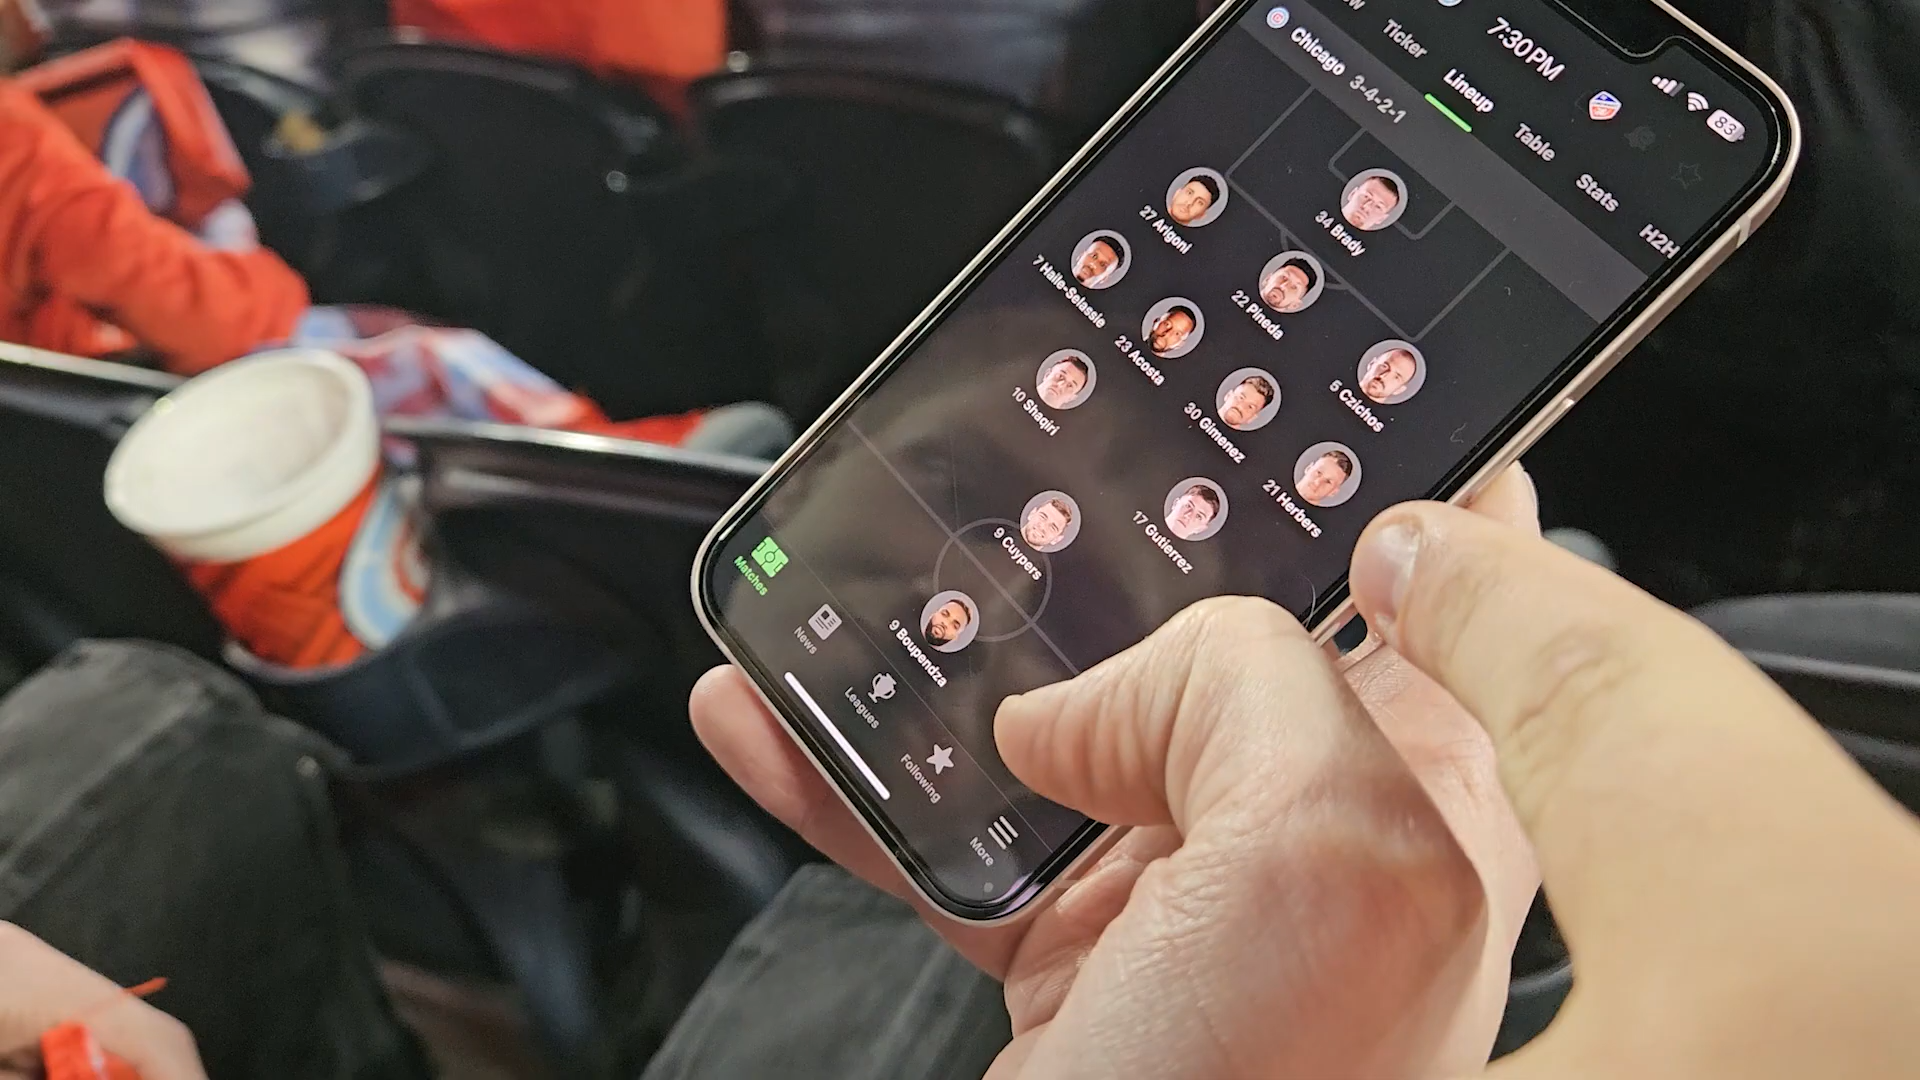 7:30PM
83
Ticker
Lineup
Table
Stats
H2H
Chicago 3-4-2-1
34 Brady
27 Arigoni
22 Pineda
5 Czichos
7 Haile-Selassie
23 Acosta
30 Gimenez
21 Herbers
10 Shaqiri
17 Gutierrez
9 Cuypers
9 Boupendza
Matches
News
Leagues
Following
More